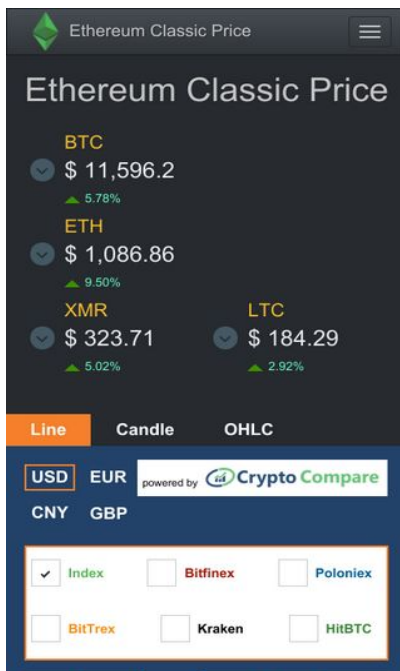 Ethereum Classic Price
Ethereum Classic Price
BTC
$ 11,596.2
5.78%
ETH
$ 1,086.86
9.50%
XMR LTC
$ 323.71 $ 184.29
5.02% 2.92%
Line Candle OHLC
USD EUR powered by Crypto Compare
CNY GBP
Index Bitfinex Poloniex
BitTrex Kraken HitBTC